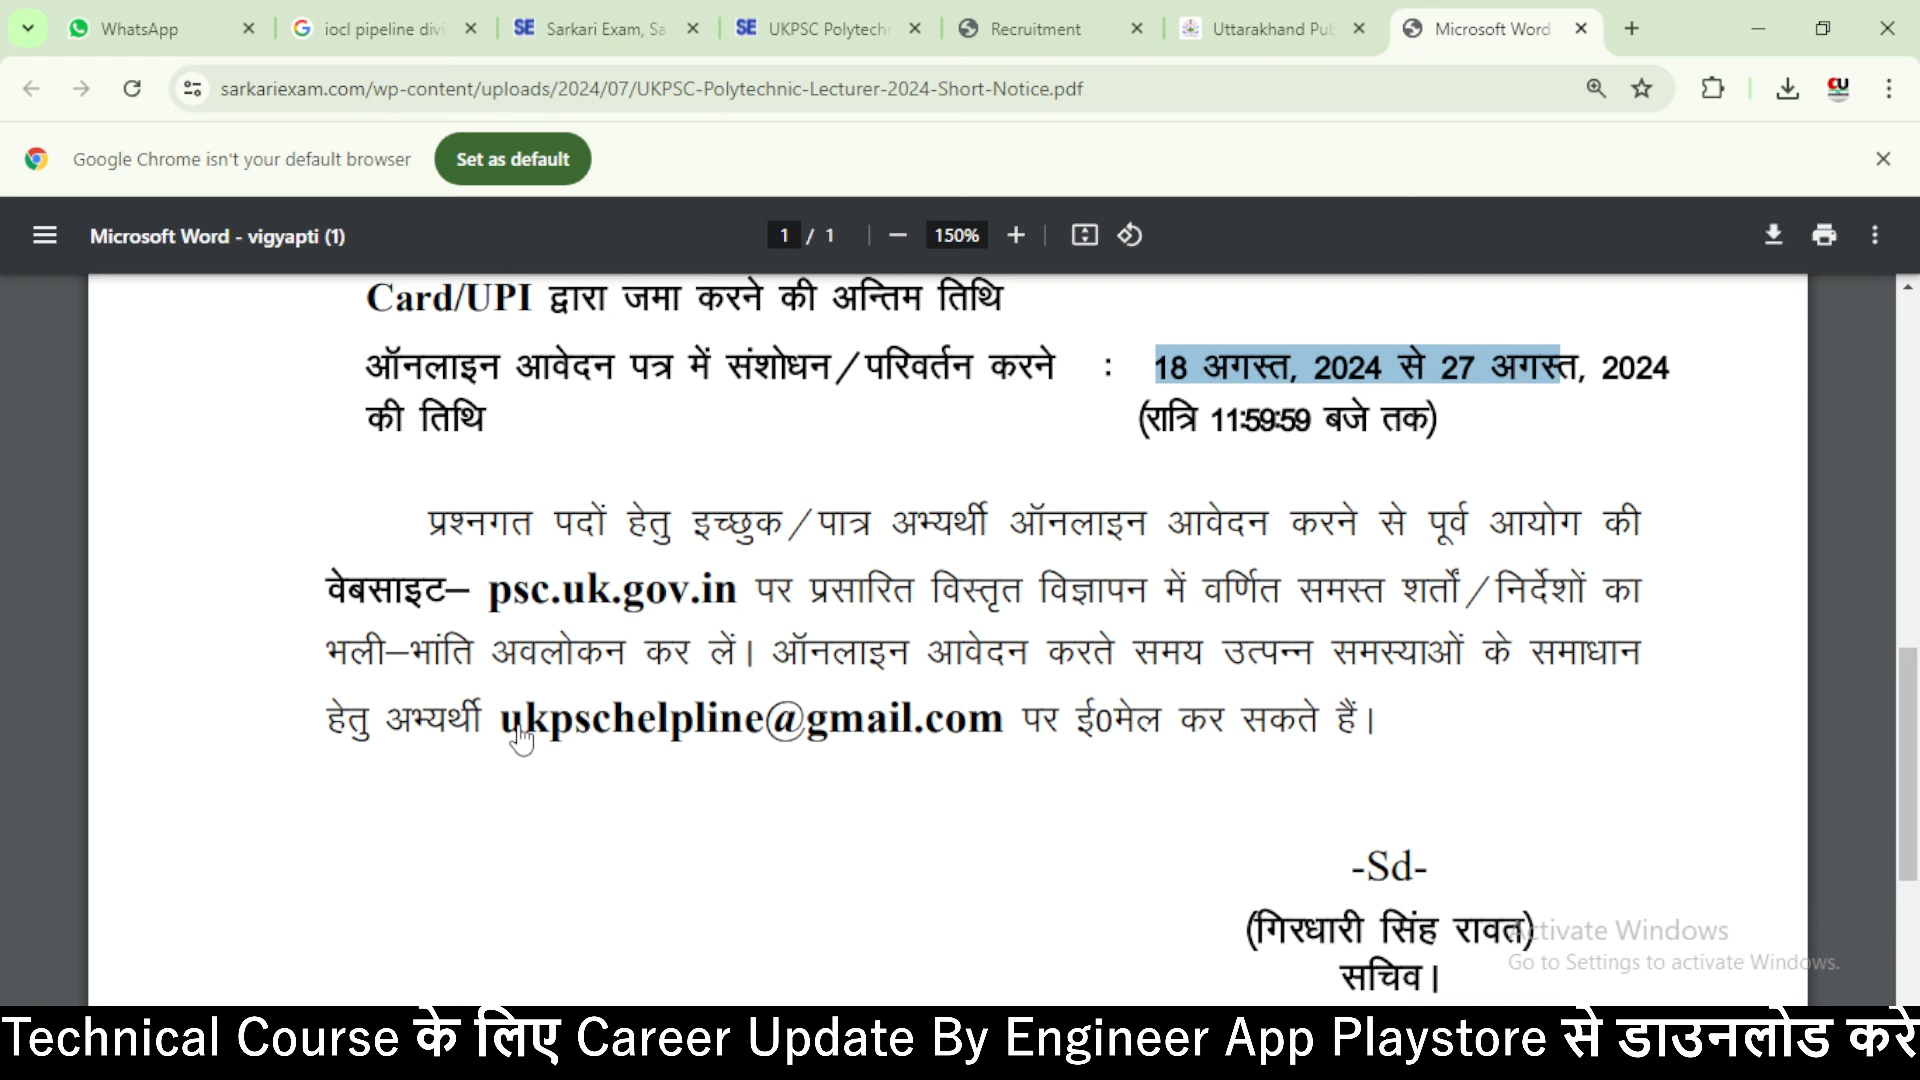 WhatsApp
iocl pipeline divi
Sarkari Exam, Sa
UKPSC Polytechn
Recruitment
Uttarakhand Pub
Microsoft Word
sarkariexam.com/wp-content/uploads/2024/07/UKPSC-Polytechnic-Lecturer-2024-Short-Notice.pdf
Google Chrome isn't your default browser
Set as default
Microsoft Word - vigyapti (1)
1 / 1
150%
Card/UPI द्वारा जमा करने की अन्तिम तिथि
ऑनलाइन आवेदन पत्र में संशोधन/परिवर्तन करने : 18 अगस्त, 2024 से 27 अगस्त, 2024
की तिथि (रात्रि 11:59:59 बजे तक)
प्रश्नगत पदों हेतु इच्छुक/पात्र अभ्यर्थी ऑनलाइन आवेदन करने से पूर्व आयोग की
वेबसाइट– psc.uk.gov.in पर प्रसारित विस्तृत विज्ञापन में वर्णित समस्त शर्तों/निर्देशों का
भली–भांति अवलोकन कर लें। ऑनलाइन आवेदन करते समय उत्पन्न समस्याओं के समाधान
हेतु अभ्यर्थी ukpschelpline@gmail.com पर ई0मेल कर सकते हैं।
-Sd-
(गिरधारी सिंह रावत)
सचिव।
Activate Windows
Go to Settings to activate Windows.
Technical Course के लिए Career Update By Engineer App Playstore से डाउनलोड करे